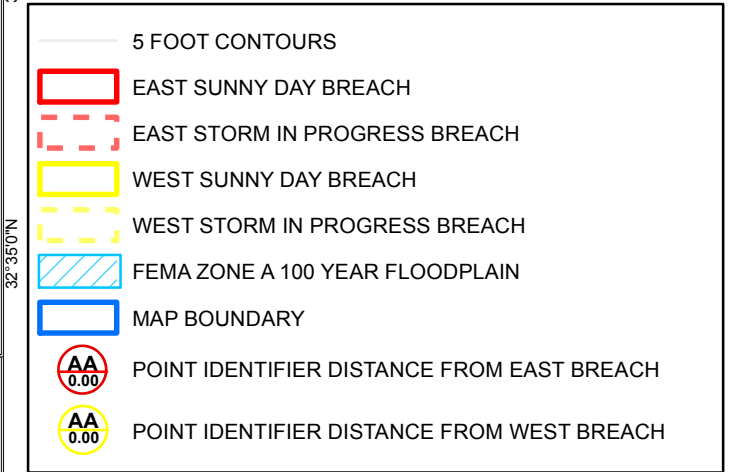 5 FOOT CONTOURS
EAST SUNNY DAY BREACH
EAST STORM IN PROGRESS BREACH
WEST SUNNY DAY BREACH
WEST STORM IN PROGRESS BREACH
32°35'0"N
FEMA ZONE A 100 YEAR FLOODPLAIN
MAP BOUNDARY
AA
0.00
POINT IDENTIFIER DISTANCE FROM EAST BREACH
AA
0.00
POINT IDENTIFIER DISTANCE FROM WEST BREACH